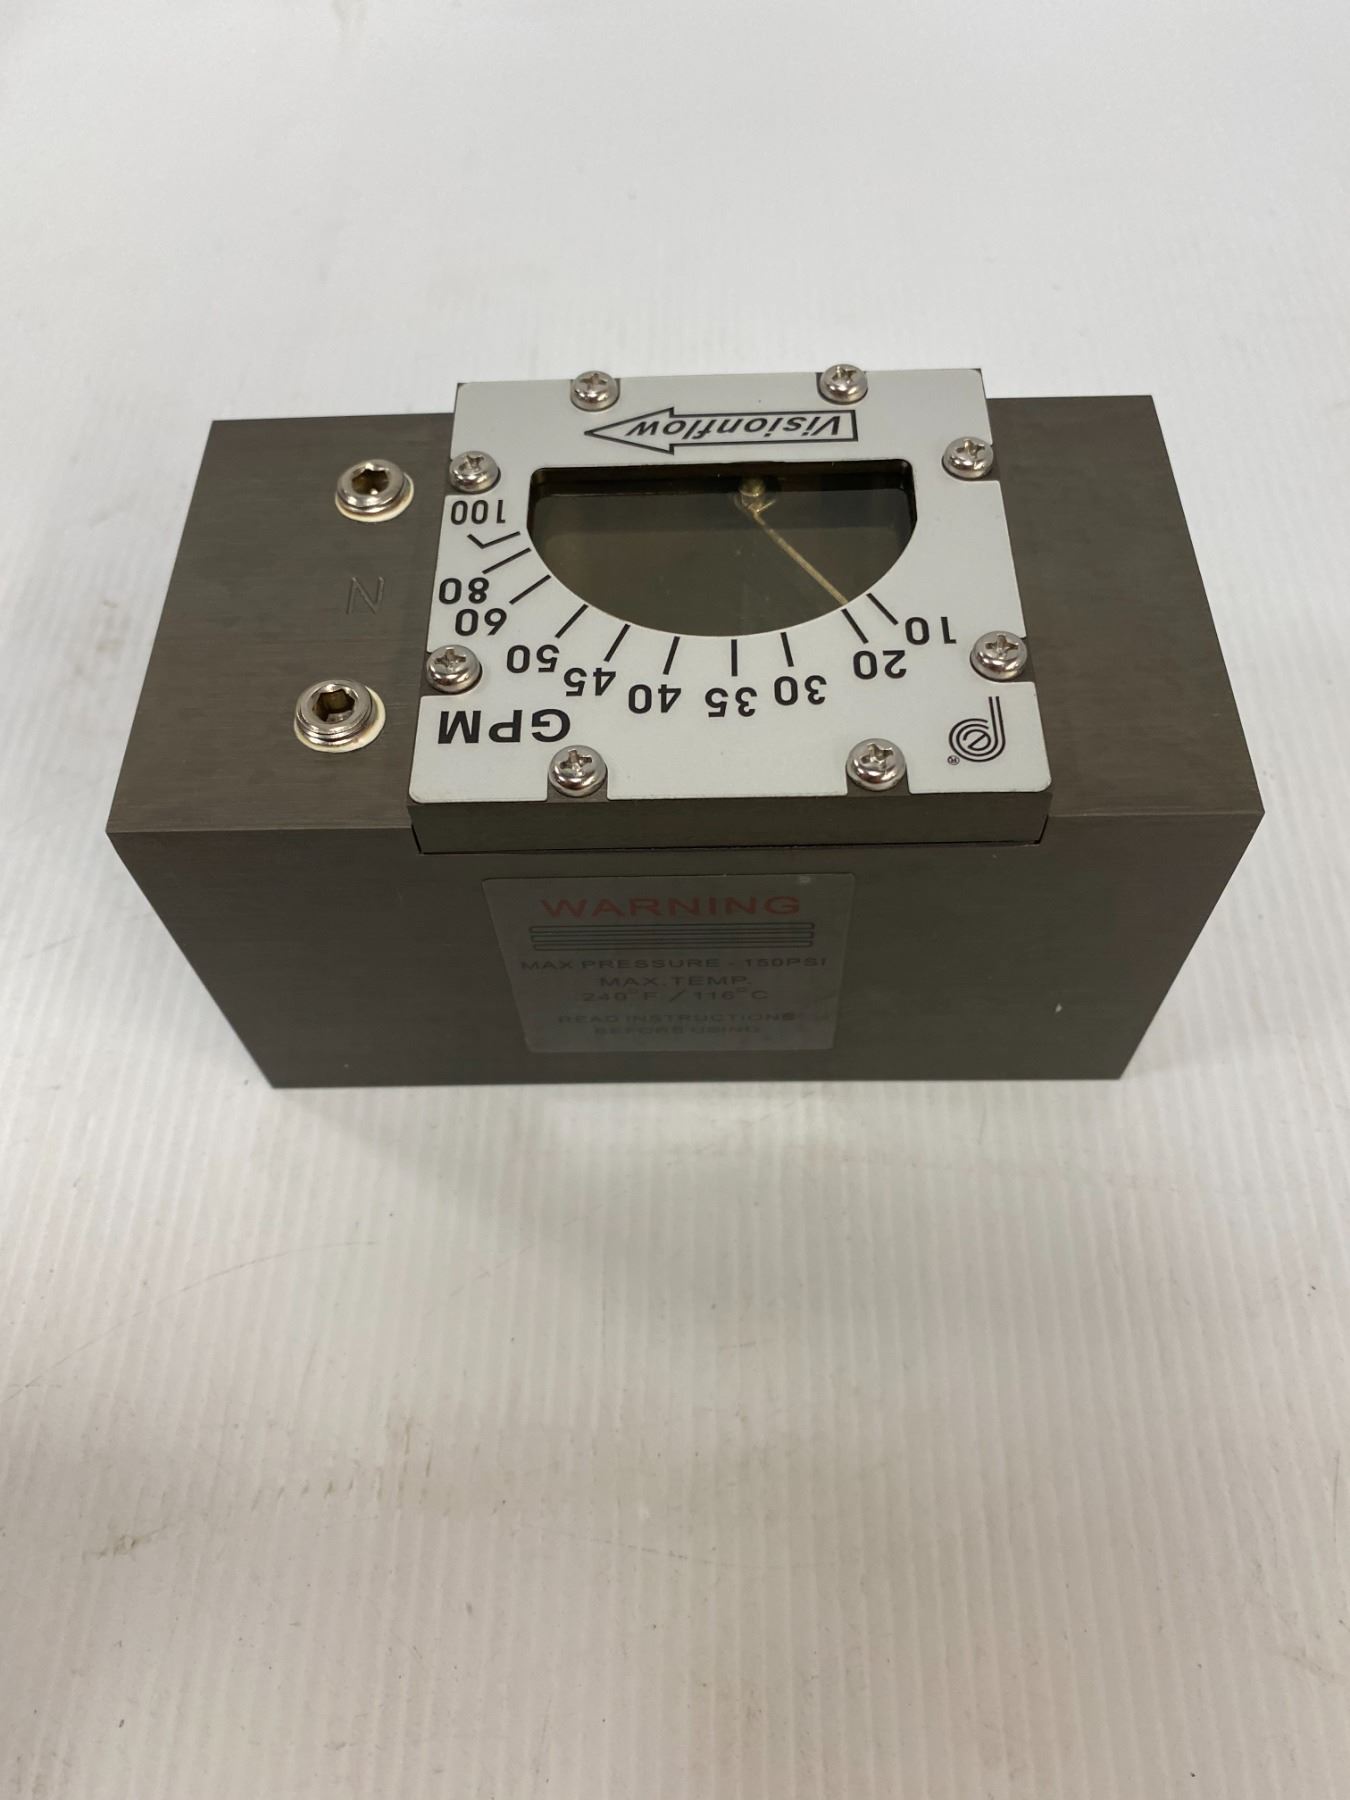 Visionflow
100
80
60
50
45
40
35
30
20
10
GPM
de®
N
WARNING
MAX.PRESSURE - 150PSI
MAX.TEMP.
240°F / 116°C
READ INSTRUCTIONS
BEFORE USING